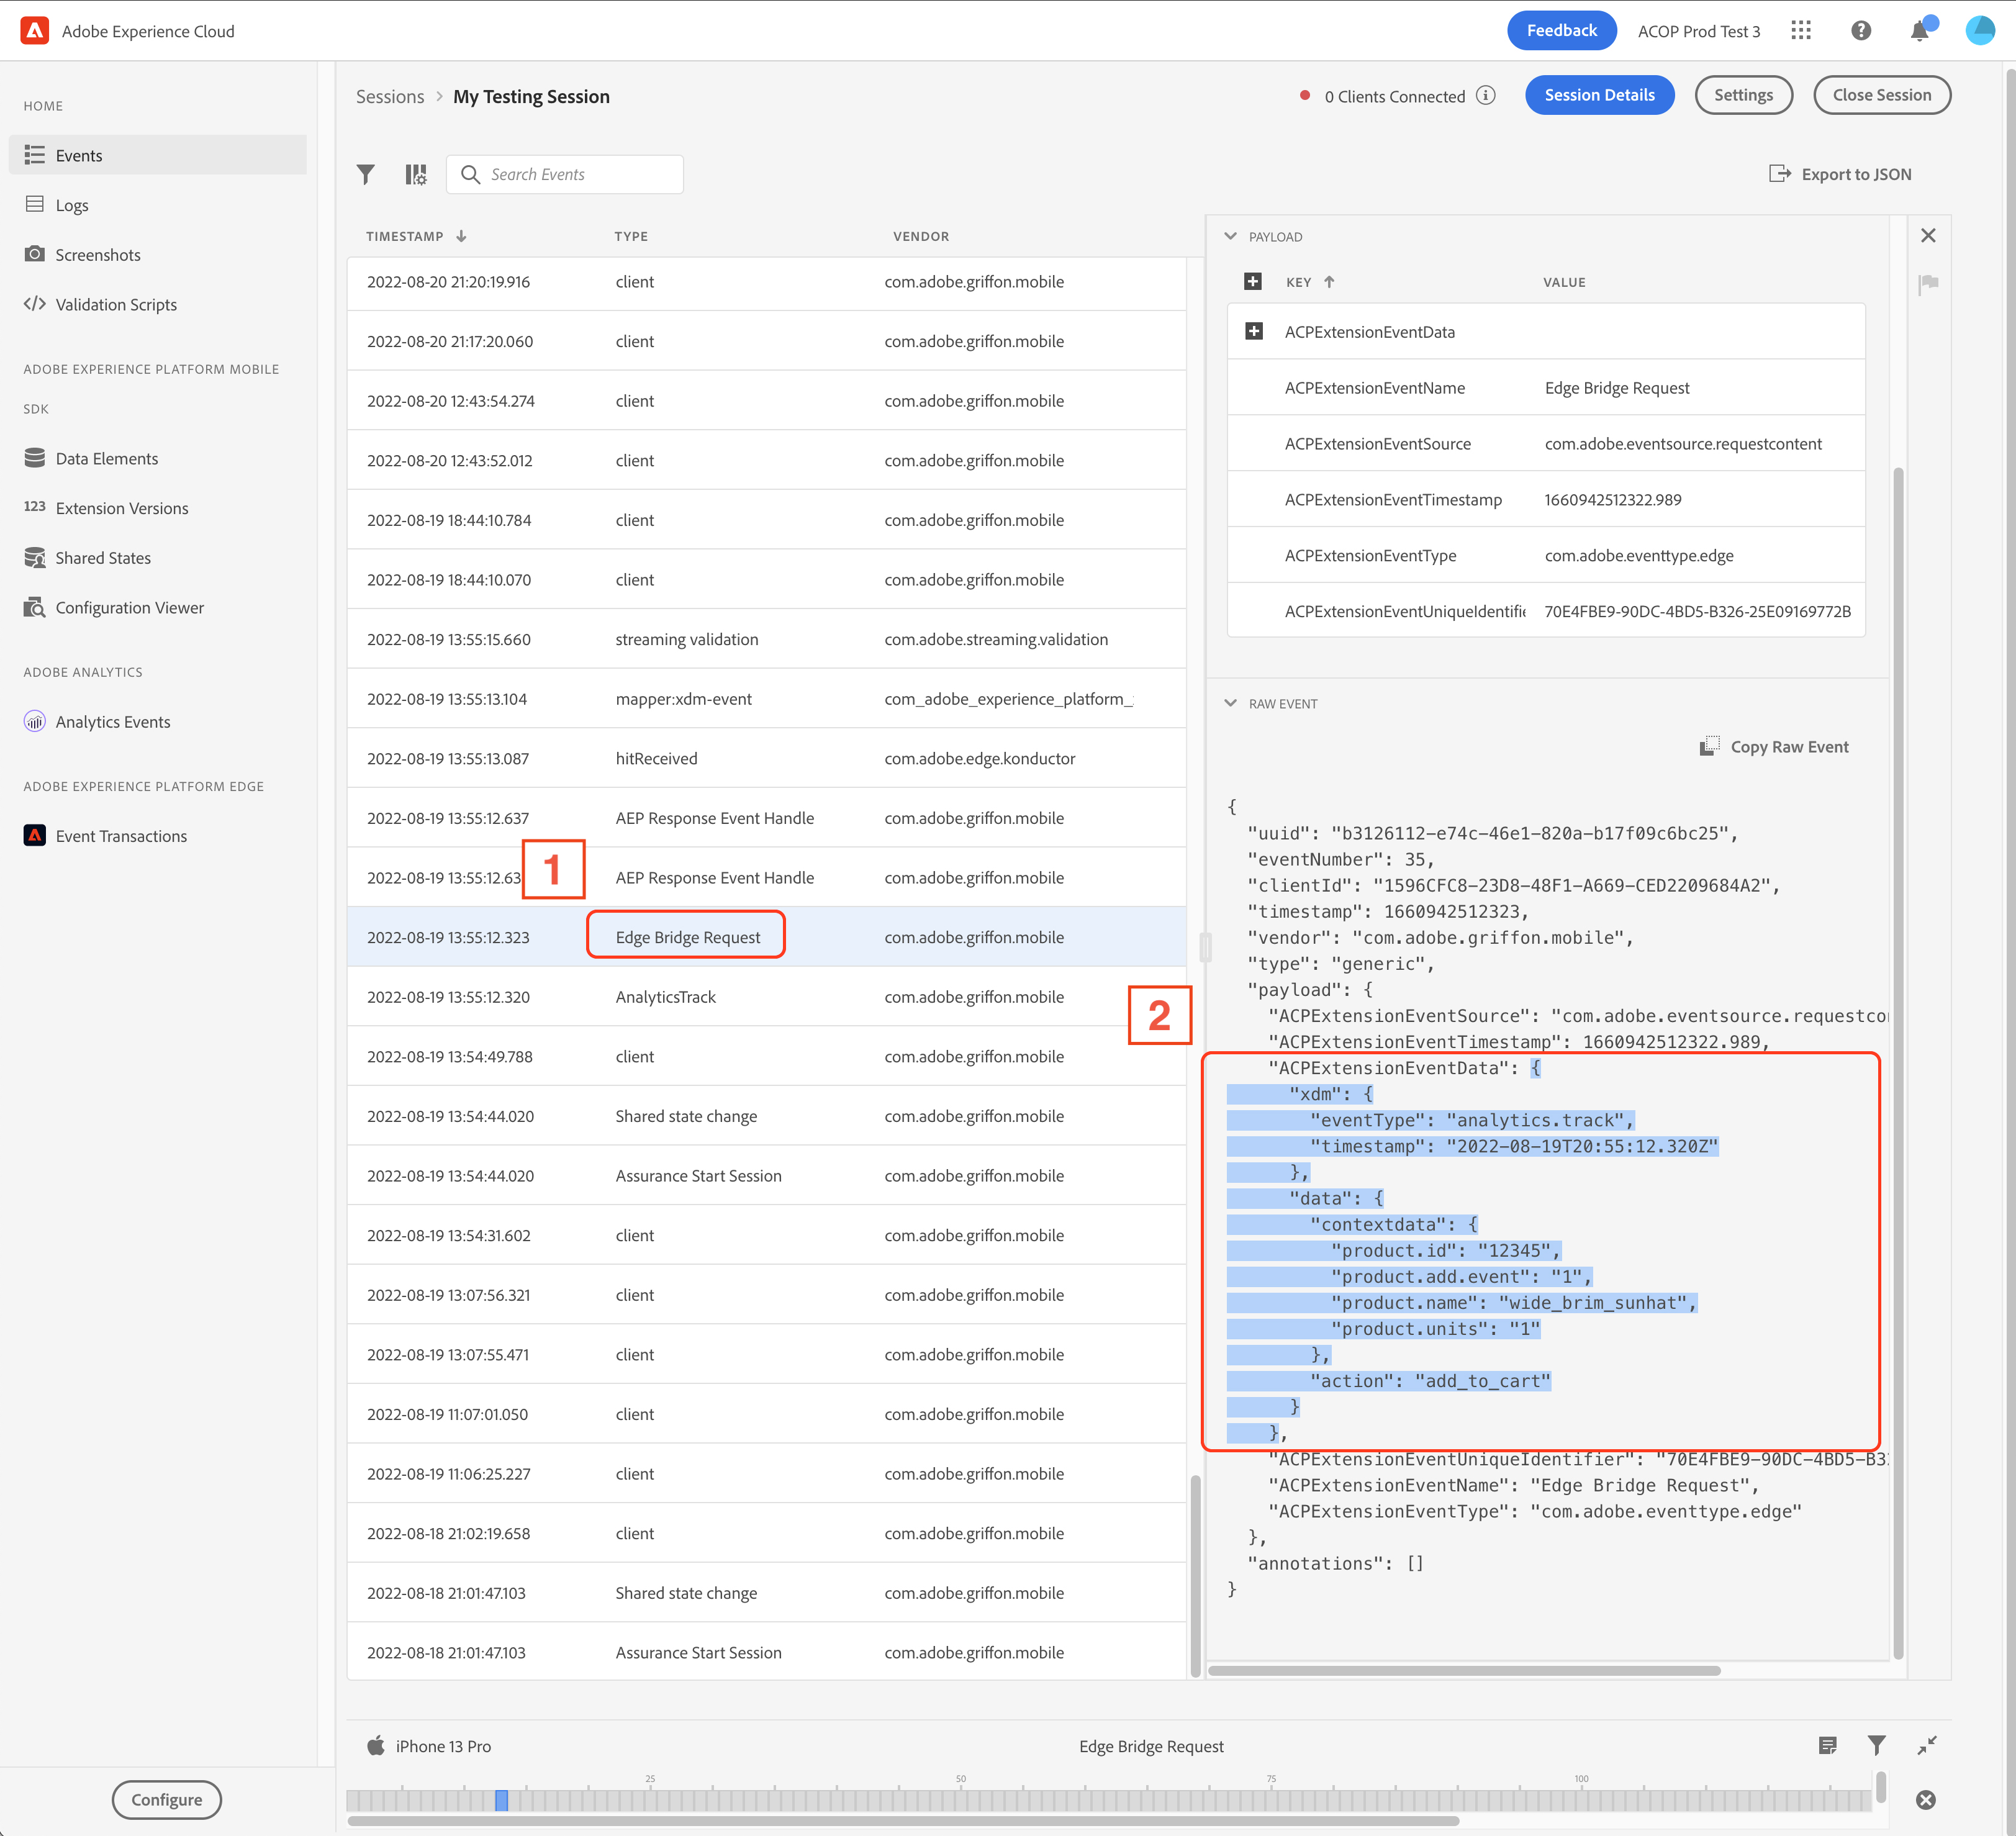 Adobe Experience Cloud
Feedback
ACOP Prod Test 3
HOME
Events
Logs
Screenshots
Validation Scripts
ADOBE EXPERIENCE PLATFORM MOBILE
SDK
Data Elements
123 Extension Versions
Shared States
Configuration Viewer
ADOBE ANALYTICS
Analytics Events
ADOBE EXPERIENCE PLATFORM EDGE
Event Transactions
Configure
Sessions > My Testing Session
0 Clients Connected
Session Details
Settings
Close Session
Search Events
Export to JSON
TIMESTAMP TYPE VENDOR
2022-08-20 21:20:19.916 client com.adobe.griffon.mobile
2022-08-20 21:17:20.060 client com.adobe.griffon.mobile
2022-08-20 12:43:54.274 client com.adobe.griffon.mobile
2022-08-20 12:43:52.012 client com.adobe.griffon.mobile
2022-08-19 18:44:10.784 client com.adobe.griffon.mobile
2022-08-19 18:44:10.070 client com.adobe.griffon.mobile
2022-08-19 13:55:15.660 streaming validation com.adobe.streaming.validation
2022-08-19 13:55:13.104 mapper:xdm-event com_adobe_experience_platform_
2022-08-19 13:55:13.087 hitReceived com.adobe.edge.konductor
2022-08-19 13:55:12.637 AEP Response Event Handle com.adobe.griffon.mobile
1
2022-08-19 13:55:12.63 AEP Response Event Handle com.adobe.griffon.mobile
2022-08-19 13:55:12.323 Edge Bridge Request com.adobe.griffon.mobile
2022-08-19 13:55:12.320 AnalyticsTrack com.adobe.griffon.mobile
2
2022-08-19 13:54:49.788 client com.adobe.griffon.mobile
2022-08-19 13:54:44.020 Shared state change com.adobe.griffon.mobile
2022-08-19 13:54:44.020 Assurance Start Session com.adobe.griffon.mobile
2022-08-19 13:54:31.602 client com.adobe.griffon.mobile
2022-08-19 13:07:56.321 client com.adobe.griffon.mobile
2022-08-19 13:07:55.471 client com.adobe.griffon.mobile
2022-08-19 11:07:01.050 client com.adobe.griffon.mobile
2022-08-19 11:06:25.227 client com.adobe.griffon.mobile
2022-08-18 21:02:19.658 client com.adobe.griffon.mobile
2022-08-18 21:01:47.103 Shared state change com.adobe.griffon.mobile
2022-08-18 21:01:47.103 Assurance Start Session com.adobe.griffon.mobile
PAYLOAD
KEY VALUE
ACPExtensionEventData
ACPExtensionEventName Edge Bridge Request
ACPExtensionEventSource com.adobe.eventsource.requestcontent
ACPExtensionEventTimestamp 1660942512322.989
ACPExtensionEventType com.adobe.eventtype.edge
ACPExtensionEventUniqueIdentifie 70E4FBE9-90DC-4BD5-B326-25E09169772B
RAW EVENT
Copy Raw Event
{
"uuid": "b3126112-e74c-46e1-820a-b17f09c6bc25",
"eventNumber": 35,
"clientId": "1596CFC8-23D8-48F1-A669-CED2209684A2",
"timestamp": 1660942512323,
"vendor": "com.adobe.griffon.mobile",
"type": "generic",
"payload": {
"ACPExtensionEventSource": "com.adobe.eventsource.requestco
"ACPExtensionEventTimestamp": 1660942512322.989,
"ACPExtensionEventData": {
"xdm": {
"eventType": "analytics.track",
"timestamp": "2022-08-19T20:55:12.320Z"
},
"data": {
"contextdata": {
"product.id": "12345",
"product.add.event": "1",
"product.name": "wide_brim_sunhat",
"product.units": "1"
},
"action": "add_to_cart"
}
},
"ACPExtensionEventUniqueIdentifier": "70E4FBE9-90DC-4BD5-B3
"ACPExtensionEventName": "Edge Bridge Request",
"ACPExtensionEventType": "com.adobe.eventtype.edge"
},
"annotations": []
}
iPhone 13 Pro
Edge Bridge Request
25 50 75 100